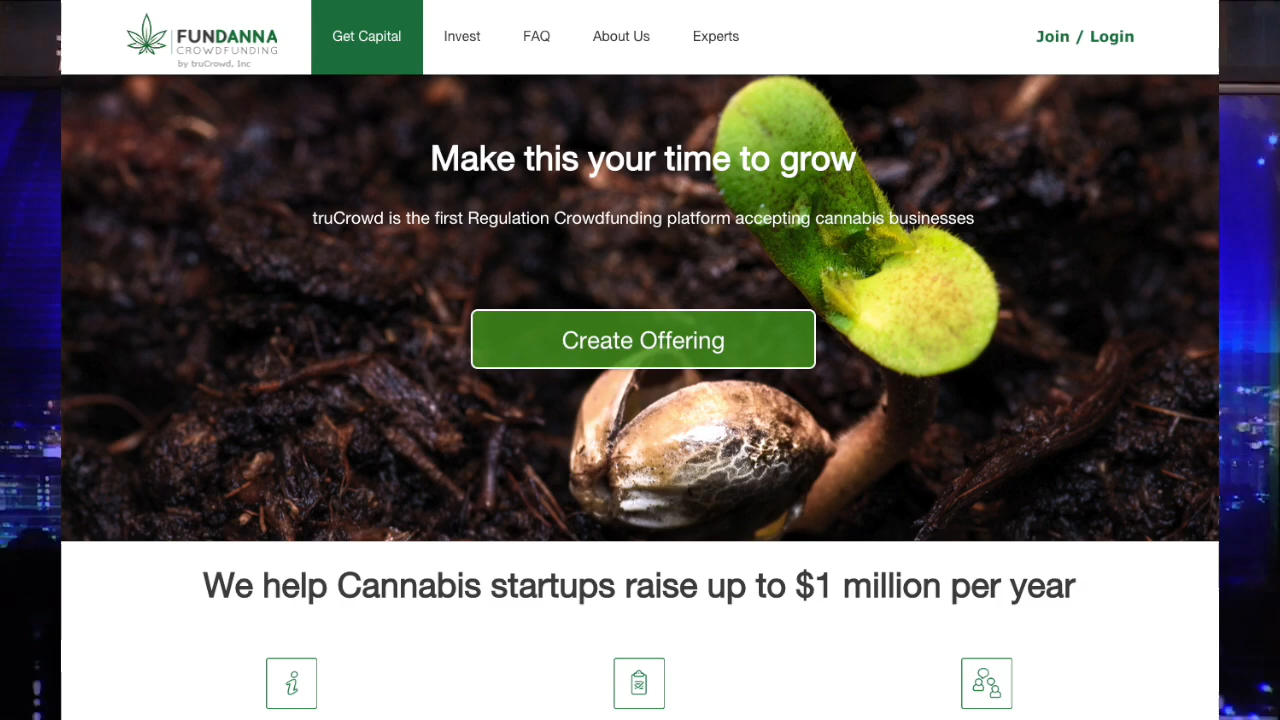 FUNDANNA
CROWDFUNDING
by truCrowd, Inc
Get Capital
Invest
FAQ
About Us
Experts
Join / Login
Make this your time to grow
truCrowd is the first Regulation Crowdfunding platform accepting cannabis businesses
Create Offering
We help Cannabis startups raise up to $1 million per year